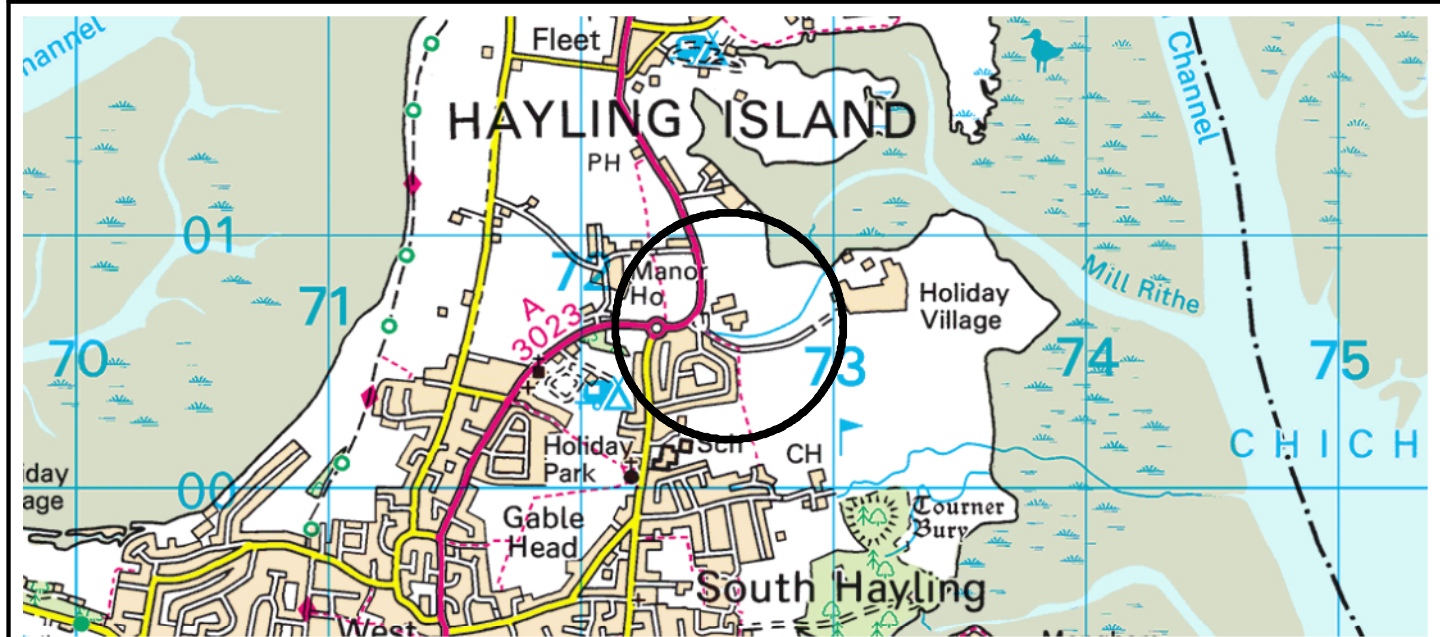 hannel
Fleet
Channel
HAYLING ISLAND
PH
01
72
Manor
Ho
Mill Rithe
71
A
3023
Holiday
Village
70
73
74
75
Holiday
Park
Sch
CH
CHICH
iday
age
00
Gable
Head
Tourner
Bury
South Hayling
West